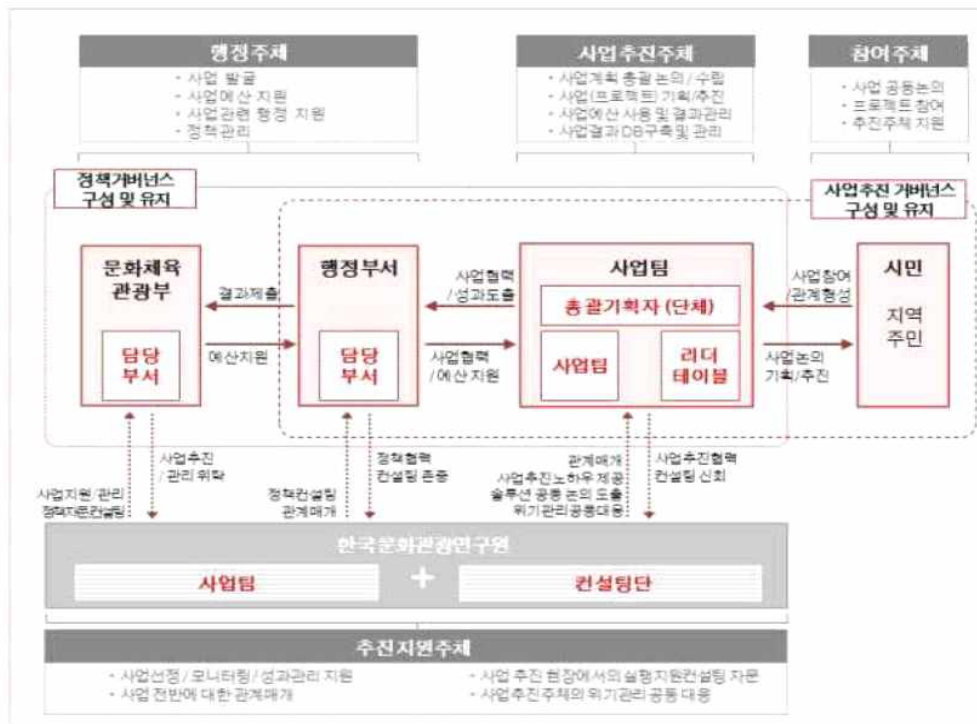 행정주체
· 사업 발굴
· 사업예산 지원
· 사업관련 행정 지원
· 정책관리
사업추진주체
· 사업계획 총괄 논의/수립
· 사업(프로젝트) 기획/추진
· 사업예산 사용 및 결과관리
· 사업결과 DB구축 및 관리
참여주체
· 사업 공동논의
· 프로젝트 참여
· 추진주체 지원
정책거버넌스
구성 및 유지
사업추진 거버넌스
구성 및 유지
문화체육
관광부
담당
부서
결과제출
예산지원
행정부서
담당
부서
사업협력
/성과도출
사업협력
/예산 지원
사업팀
총괄기획자 (단체)
사업팀
리더
테이블
사업참여
/관계형성
사업논의
기획/추진
시민
지역
주민
사업지원/관리
정책자문컨설팅
사업추진
/관리 위탁
정책컨설팅
관계매개
정책협력
컨설팅 존중
관계매개
사업추진노하우 제공
솔루션 공동 논의 도출
위기관리공동대응
사업추진협력
컨설팅 신뢰
한국문화관광연구원
사업팀
+
컨설팅단
추진지원주체
· 사업선정/모니터링/성과관리 지원
· 사업 전반에 대한 관계매개
· 사업 추진 현장에서의 실행지원컨설팅 자문
· 사업추진주체의 위기관리 공동 대응